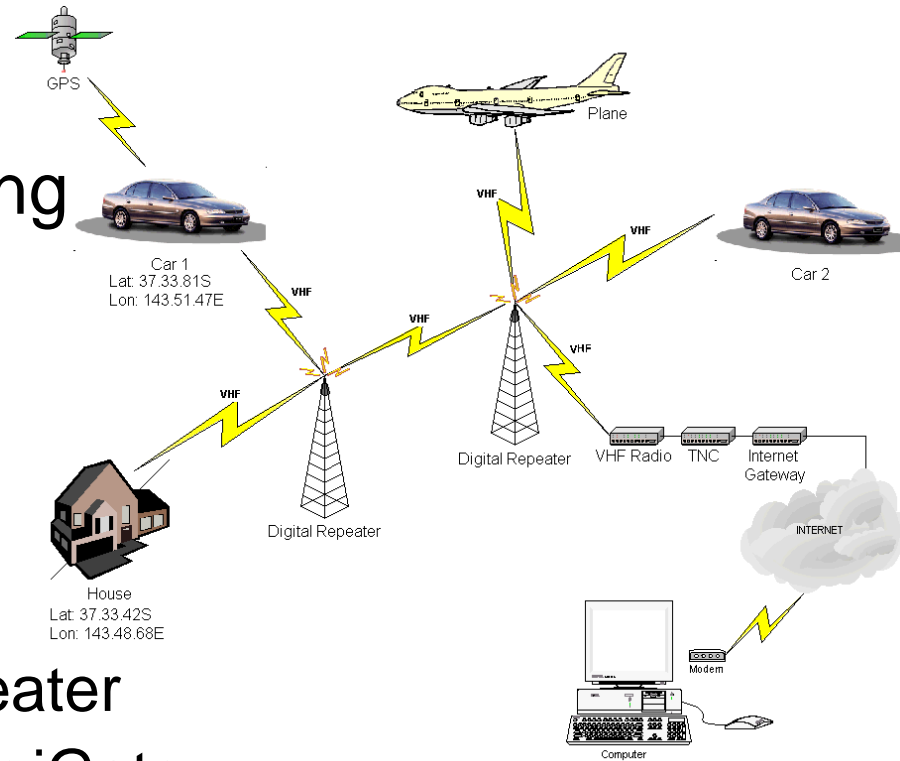 GPS
Plane
ng
VHF
VHF
Car 1
Lat: 37.33.81S
Lon: 143.51.47E
Car 2
VHF
VHF
VHF
VHF
Digital Repeater
VHF Radio
TNC
Internet
Gateway
Digital Repeater
INTERNET
House
Lat: 37.33.42S
Lon: 143.48.68E
Modem
eater
Computer